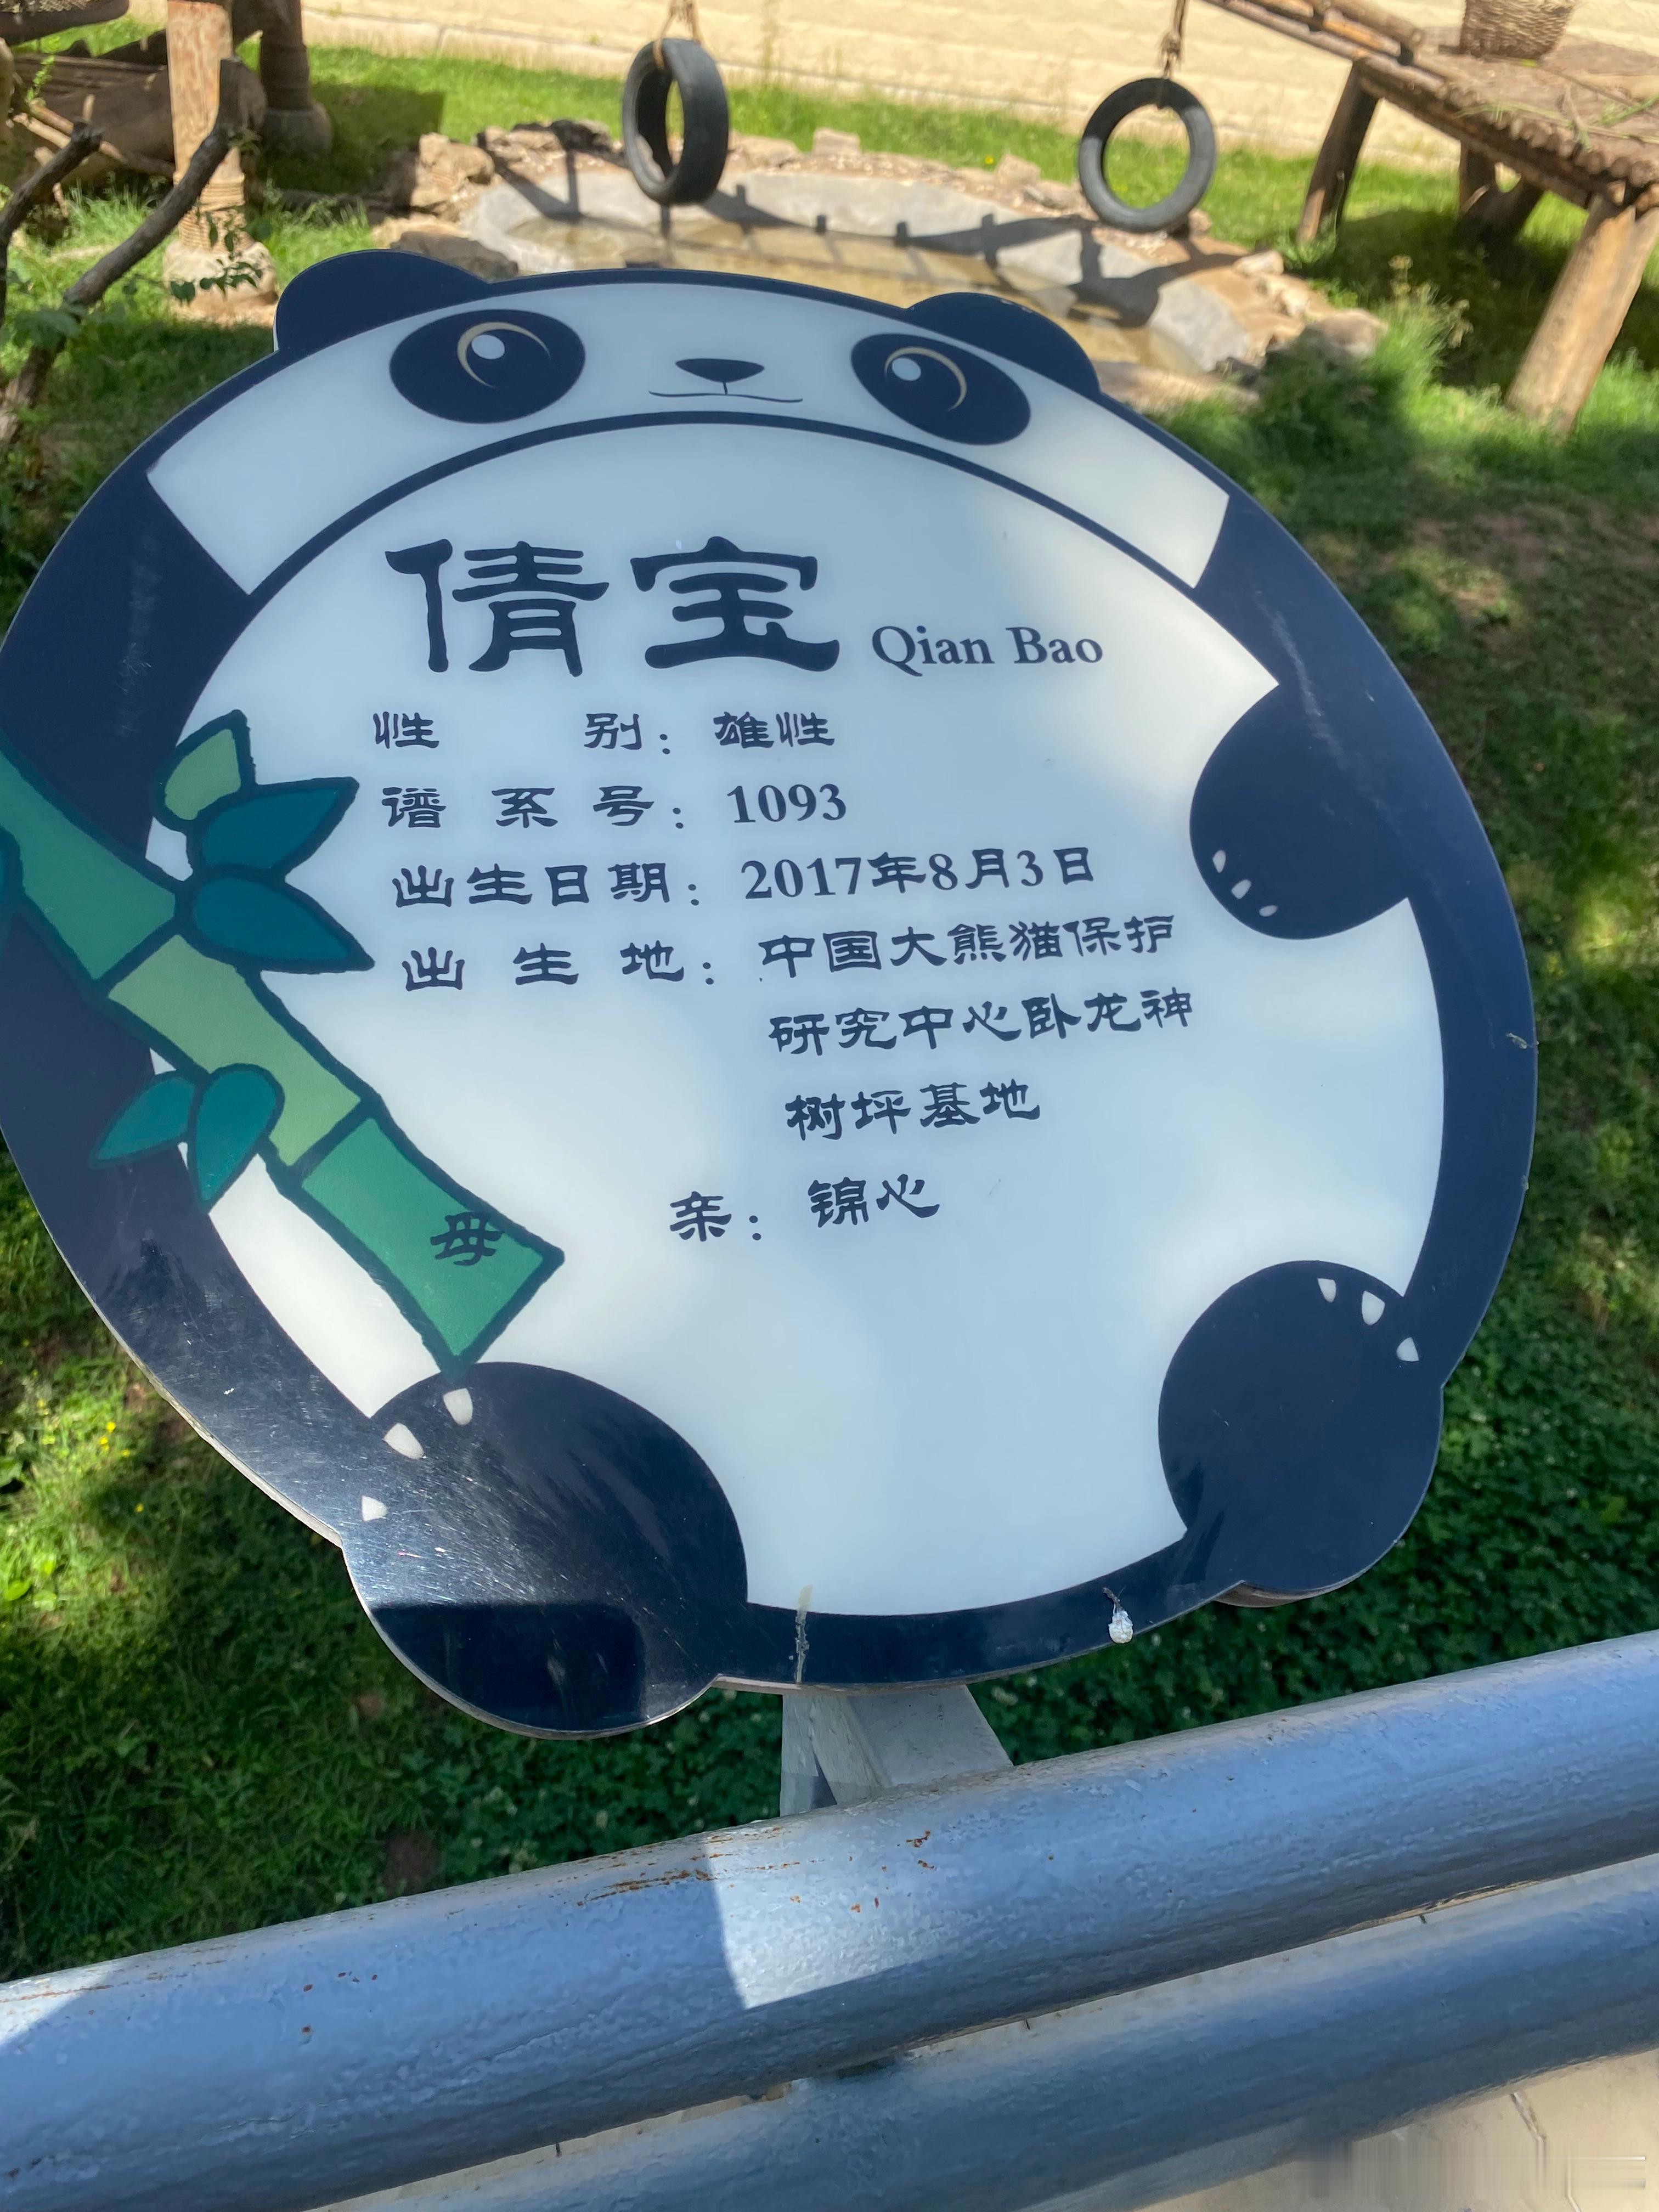 倩宝 Qian Bao
性 别：雄性
谱 系 号：1093
出生日期：2017年8月3日
出 生 地：中国大熊猫保护
研究中心卧龙神
树坪基地
母 亲：锦心